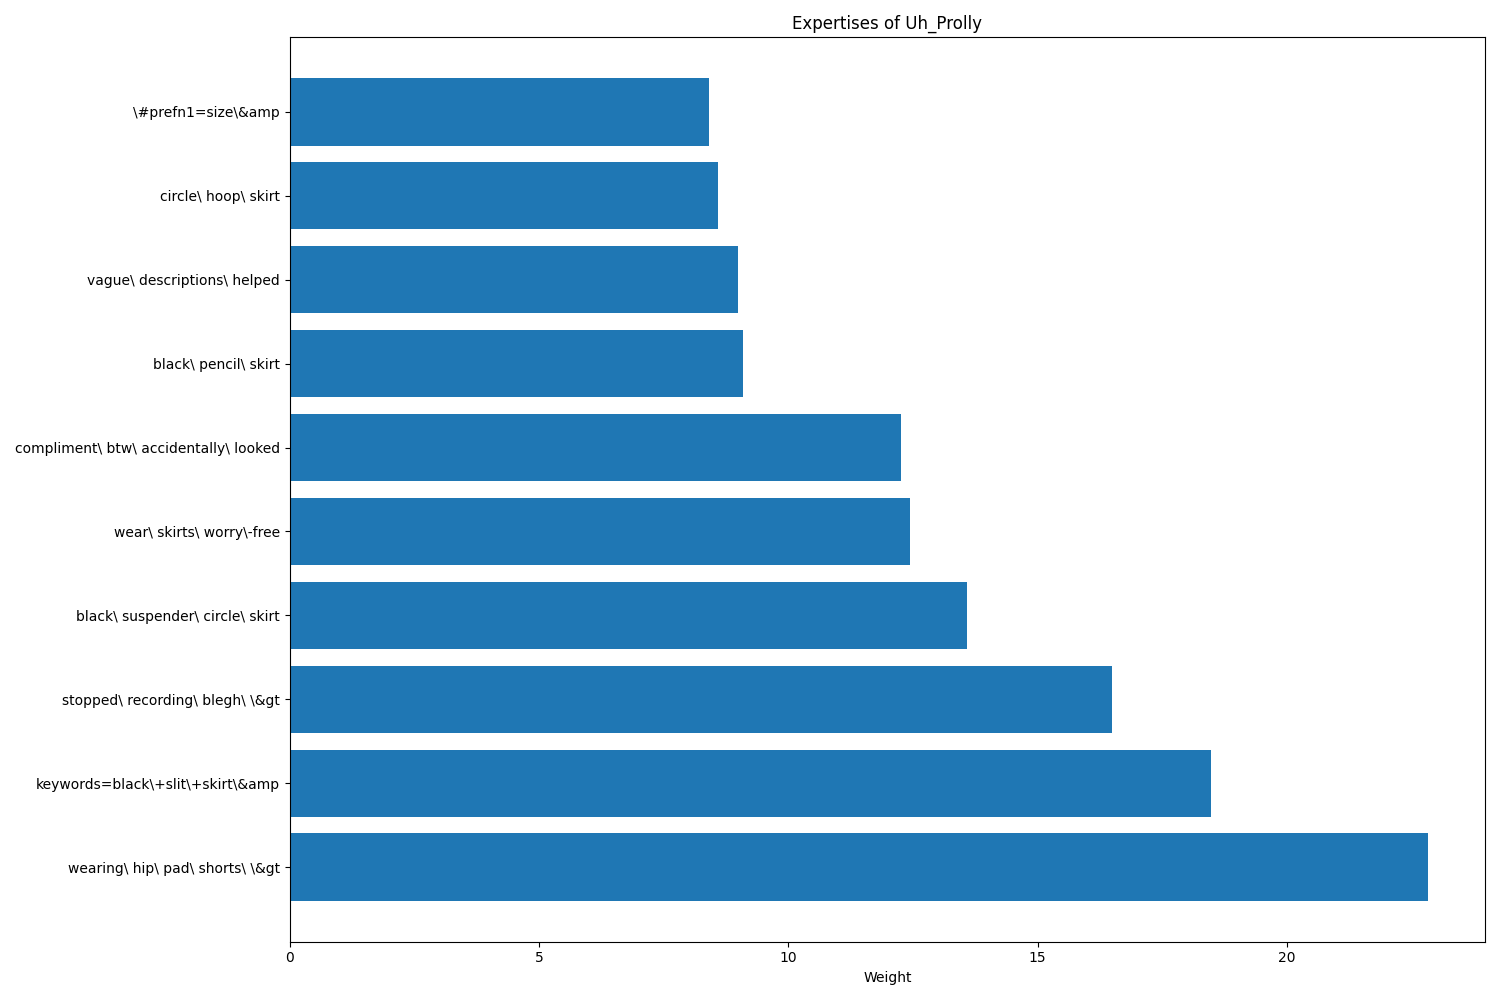 Expertises of Uh_Prolly
\#prefn1=size\&amp
circle\ hoop\ skirt
vague\ descriptions\ helped
black\ pencil\ skirt
compliment\ btw\ accidentally\ looked
wear\ skirts\ worry\-free
black\ suspender\ circle\ skirt
stopped\ recording\ blegh\ \&gt
keywords=black\+slit\+skirt\&amp
wearing\ hip\ pad\ shorts\ \&gt
0 5 10 15 20
Weight